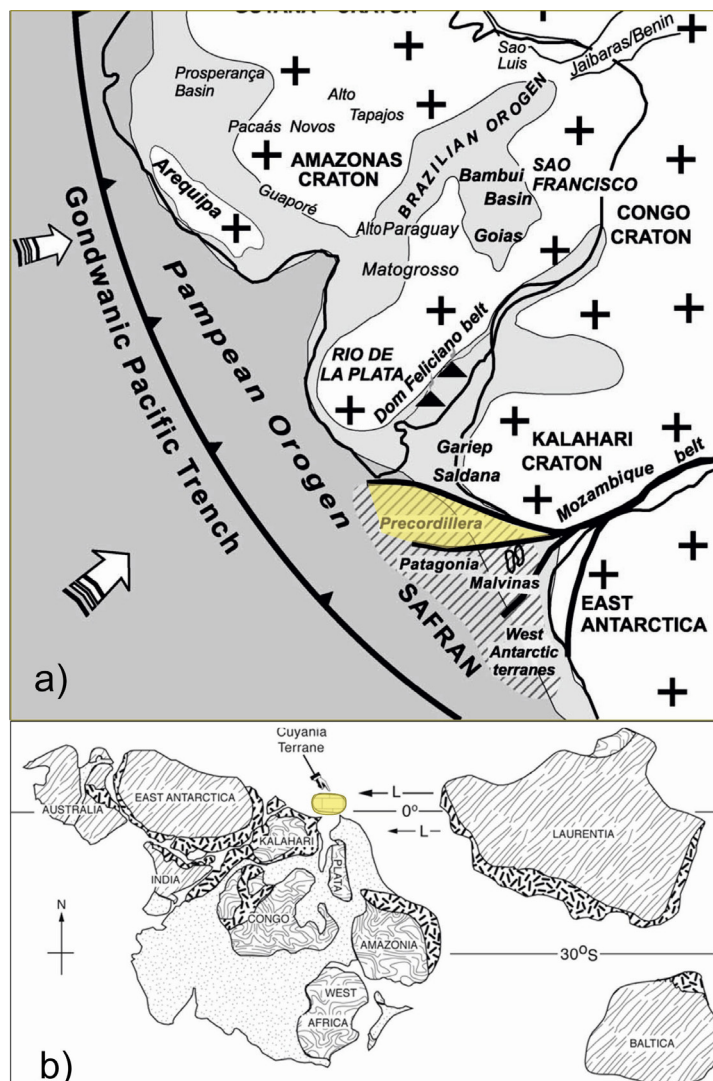 GUYANA CRATON
Sao
Luis
Jaibaras/Benin
Prosperança
Basin
Alto
Tapajos
Pacaás Novos
AMAZONAS
CRATON
BRAZILIAN OROGEN
Bambui
Basin
SAO
FRANCISCO
Arequipa
Guaporé
CONGO
CRATON
Alto Paraguay
Goias
Matogrosso
Gondwanic Pacific Trench
Pampean Orogen
RIO DE
LA PLATA
Dom Feliciano belt
Gariep
Saldana
KALAHARI
CRATON
Mozambique belt
Precordillera
Patagonia
Malvinas
SAFRAN
West
Antarctic
terranes
EAST
ANTARCTICA
a)
Cuyania
Terrane
L
0°
L
AUSTRALIA
EAST ANTARCTICA
LAURENTIA
KALAHARI
PLATA
INDIA
N
CONGO
AMAZONIA
30°S
WEST
AFRICA
BALTICA
b)